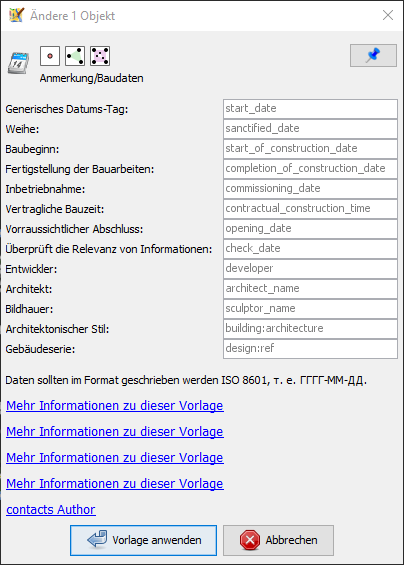 Ändere 1 Objekt
14
Anmerkung/Baudaten
Generisches Datums-Tag: start_date
Weihe: sanctified_date
Baubeginn: start_of_construction_date
Fertigstellung der Bauarbeiten: completion_of_construction_date
Inbetriebnahme: commissioning_date
Vertragliche Bauzeit: contractual_construction_time
Vorraussichtlicher Abschluss: opening_date
Überprüft die Relevanz von Informationen: check_date
Entwickler: developer
Architekt: architect_name
Bildhauer: sculptor_name
Architektonischer Stil: building:architecture
Gebäudeserie: design:ref
Daten sollten im Format geschrieben werden ISO 8601, т. е. ГГГГ-ММ-ДД.
Mehr Informationen zu dieser Vorlage
Mehr Informationen zu dieser Vorlage
Mehr Informationen zu dieser Vorlage
Mehr Informationen zu dieser Vorlage
contacts Author
Vorlage anwenden Abbrechen